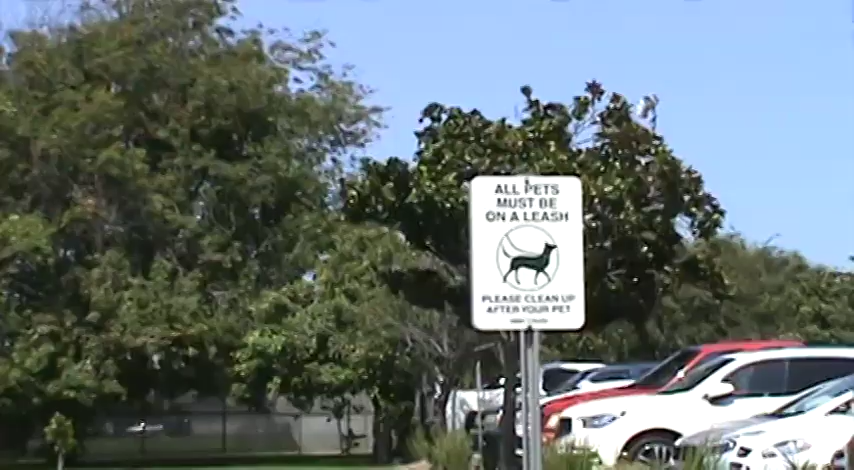 ALL PETS
MUST BE
ON A LEASH
PLEASE CLEAN UP
AFTER YOUR PET